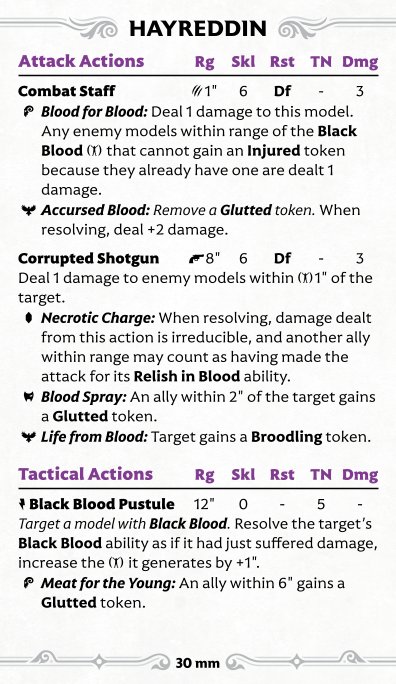 HAYREDDIN
Attack Actions Rg Skl Rst TN Dmg
Combat Staff 1" 6 Df - 3
Blood for Blood: Deal 1 damage to this model.
Any enemy models within range of the Black
Blood that cannot gain an Injured token
because they already have one are dealt 1
damage.
Accursed Blood: Remove a Glutted token. When
resolving, deal +2 damage.
Corrupted Shotgun 8" 6 Df - 3
Deal 1 damage to enemy models within 1" of the
target.
Necrotic Charge: When resolving, damage dealt
from this action is irreducible, and another ally
within range may count as having made the
attack for its Relish in Blood ability.
Blood Spray: An ally within 2" of the target gains
a Glutted token.
Life from Blood: Target gains a Broodling token.
Tactical Actions Rg Skl Rst TN Dmg
Black Blood Pustule 12" 0 - 5 -
Target a model with Black Blood. Resolve the target's
Black Blood ability as if it had just suffered damage,
increase the it generates by +1".
Meat for the Young: An ally within 6" gains a
Glutted token.
30 mm